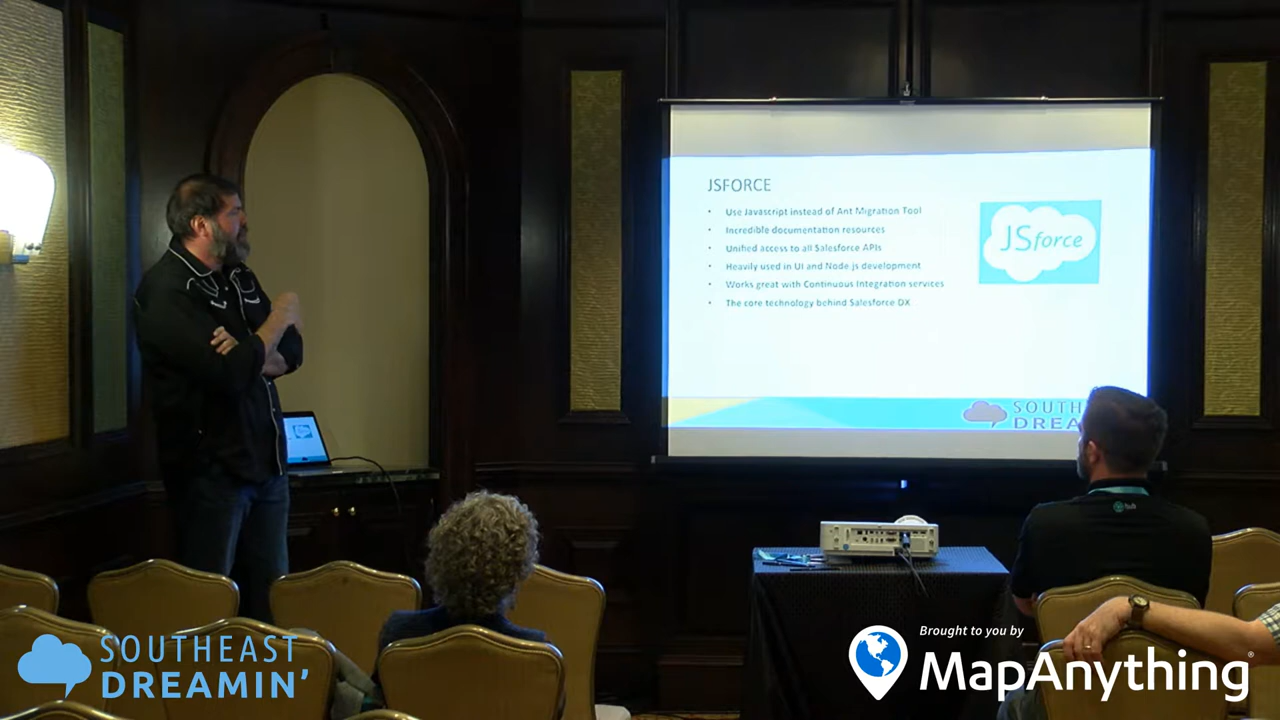 JSFORCE
• Use Javascript instead of Ant Migration Tool
• Incredible documentation resources
• Unified access to all Salesforce APIs
• Heavily used in UI and Node.js development
• Works great with Continuous Integration services
• The core technology behind Salesforce DX
JSforce
SOUTH
DREA
SOUTHEAST
DREAMIN'
Brought to you by
MapAnything®